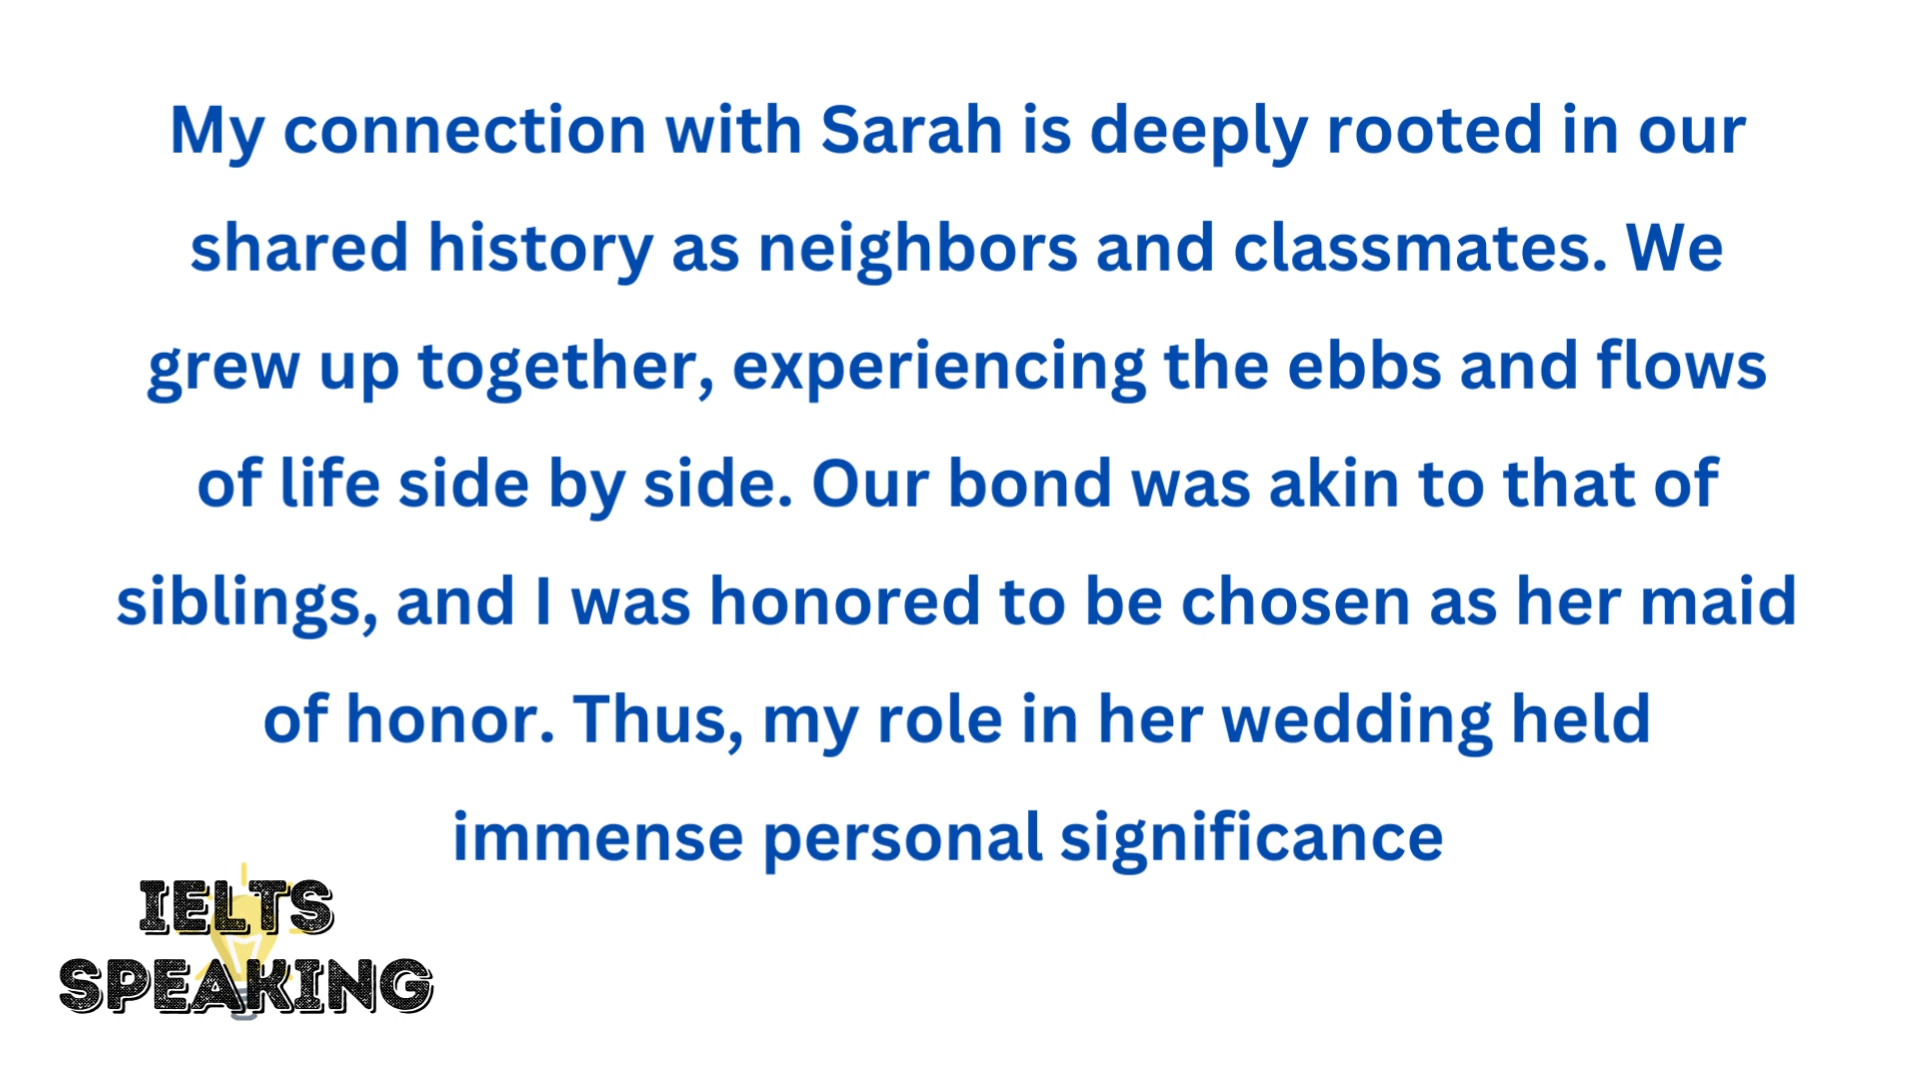 My connection with Sarah is deeply rooted in our
shared history as neighbors and classmates. We
grew up together, experiencing the ebbs and flows
of life side by side. Our bond was akin to that of
siblings, and I was honored to be chosen as her maid
of honor. Thus, my role in her wedding held
immense personal significance
IELTS
SPEAKING